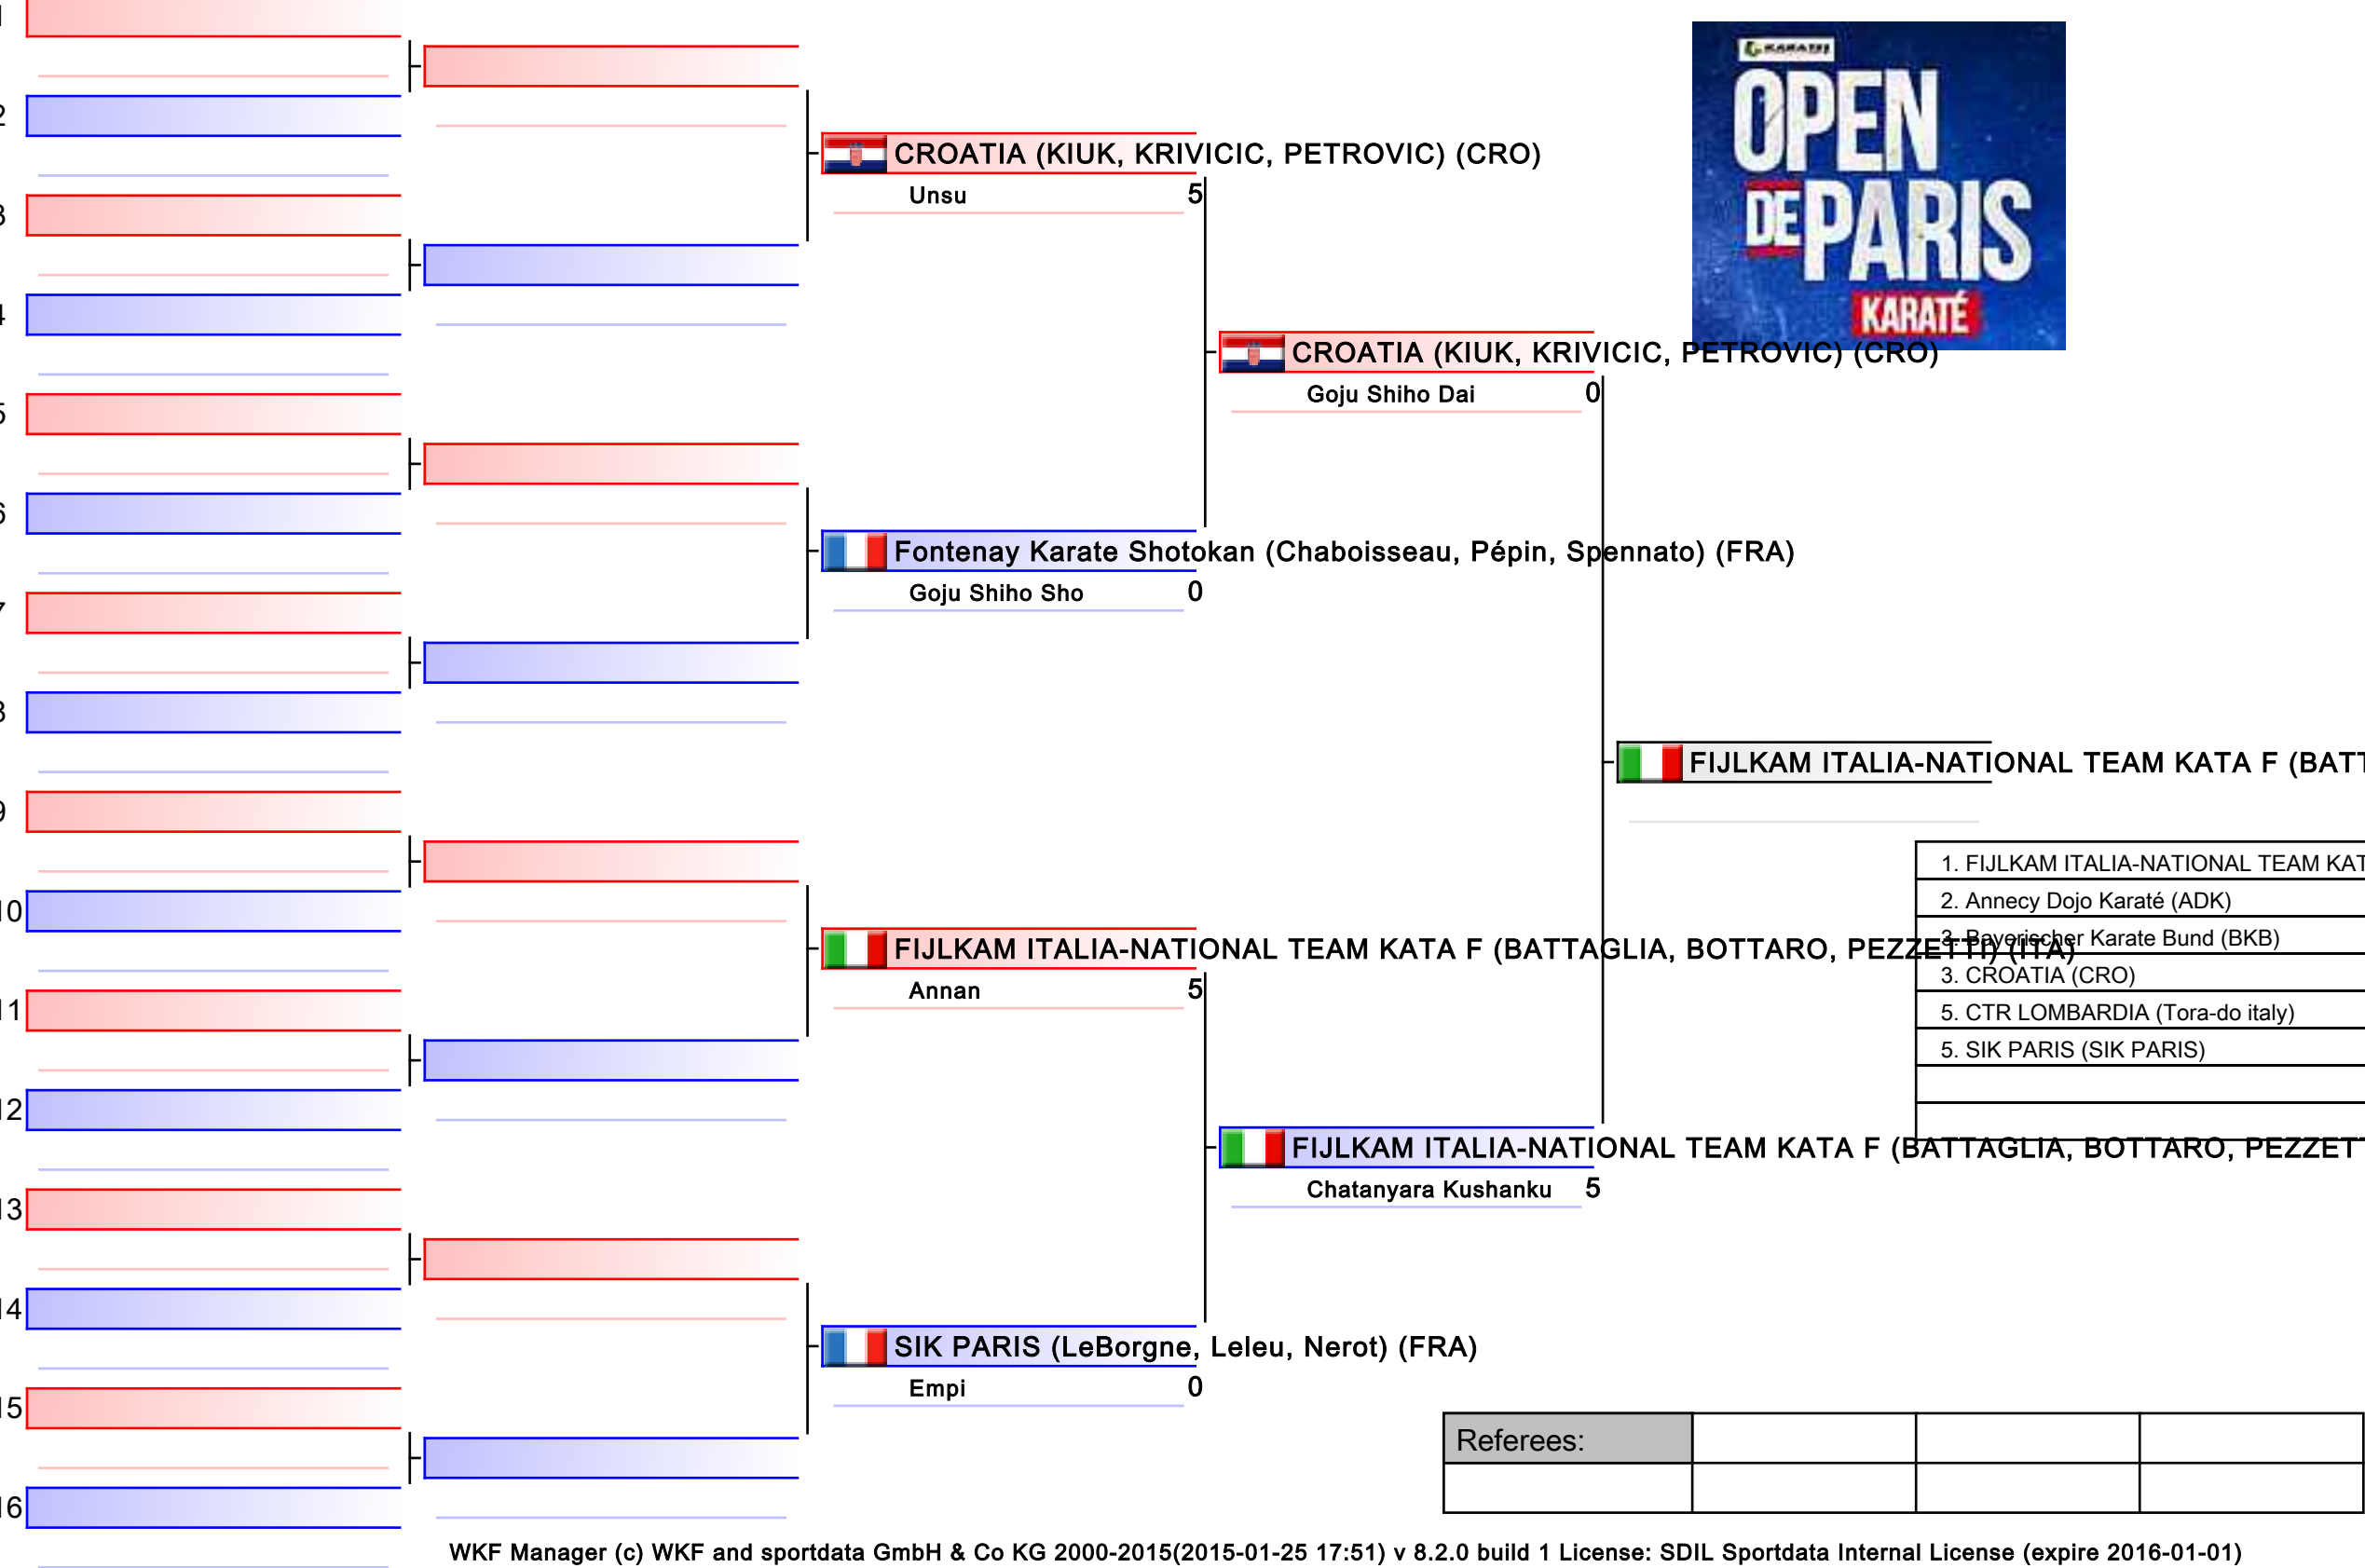 1
2
3
4
5
6
7
8
9
10
11
12
13
14
15
16
CROATIA (KIUK, KRIVICIC, PETROVIC) (CRO)
Unsu 5
Fontenay Karate Shotokan (Chaboisseau, Pépin, Spennato) (FRA)
Goju Shiho Sho 0
FIJLKAM ITALIA-NATIONAL TEAM KATA F (BATTAGLIA, BOTTARO, PEZZETTI) (ITA)
Annan 5
SIK PARIS (LeBorgne, Leleu, Nerot) (FRA)
Empi 0
CROATIA (KIUK, KRIVICIC, PETROVIC) (CRO)
Goju Shiho Dai 0
FIJLKAM ITALIA-NATIONAL TEAM KATA F (BATTAGLIA, BOTTARO, PEZZET
Chatanyara Kushanku 5
KARATE
OPEN
DE PARIS
KARATÉ
FIJLKAM ITALIA-NATIONAL TEAM KATA F (BATT
1. FIJLKAM ITALIA-NATIONAL TEAM KAT
2. Annecy Dojo Karaté (ADK)
3. Bayerischer Karate Bund (BKB)
3. CROATIA (CRO)
5. CTR LOMBARDIA (Tora-do italy)
5. SIK PARIS (SIK PARIS)
Referees:
WKF Manager (c) WKF and sportdata GmbH & Co KG 2000-2015(2015-01-25 17:51) v 8.2.0 build 1 License: SDIL Sportdata Internal License (expire 2016-01-01)